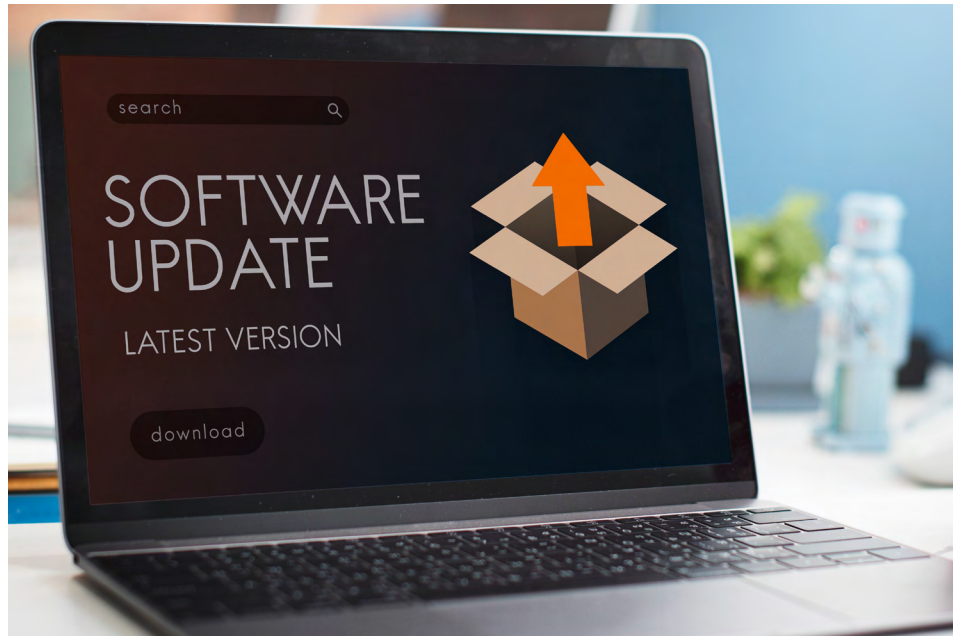 search
SOFTWARE
UPDATE
LATEST VERSION
download